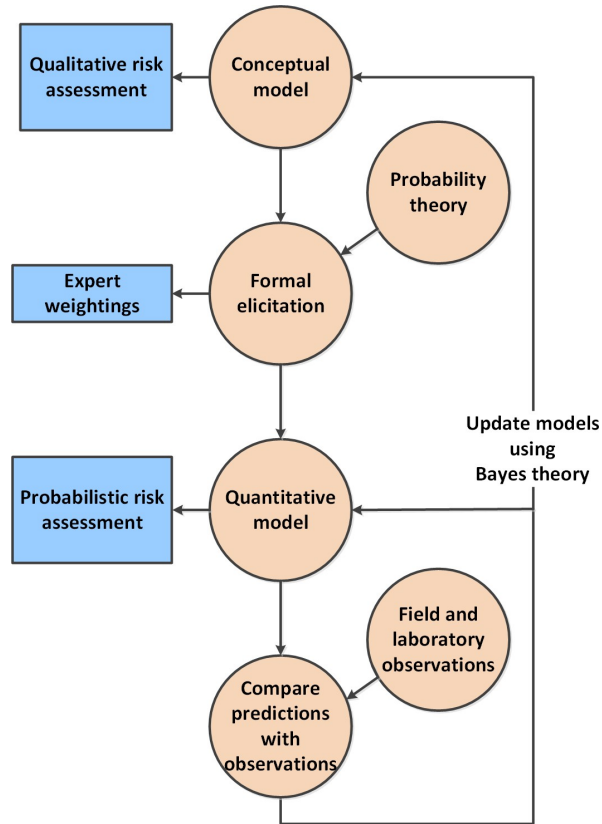 Qualitative risk
assessment
Conceptual
model
Probability
theory
Expert
weightings
Formal
elicitation
Update models
using
Bayes theory
Probabilistic risk
assessment
Quantitative
model
Field and
laboratory
observations
Compare
predictions
with
observations